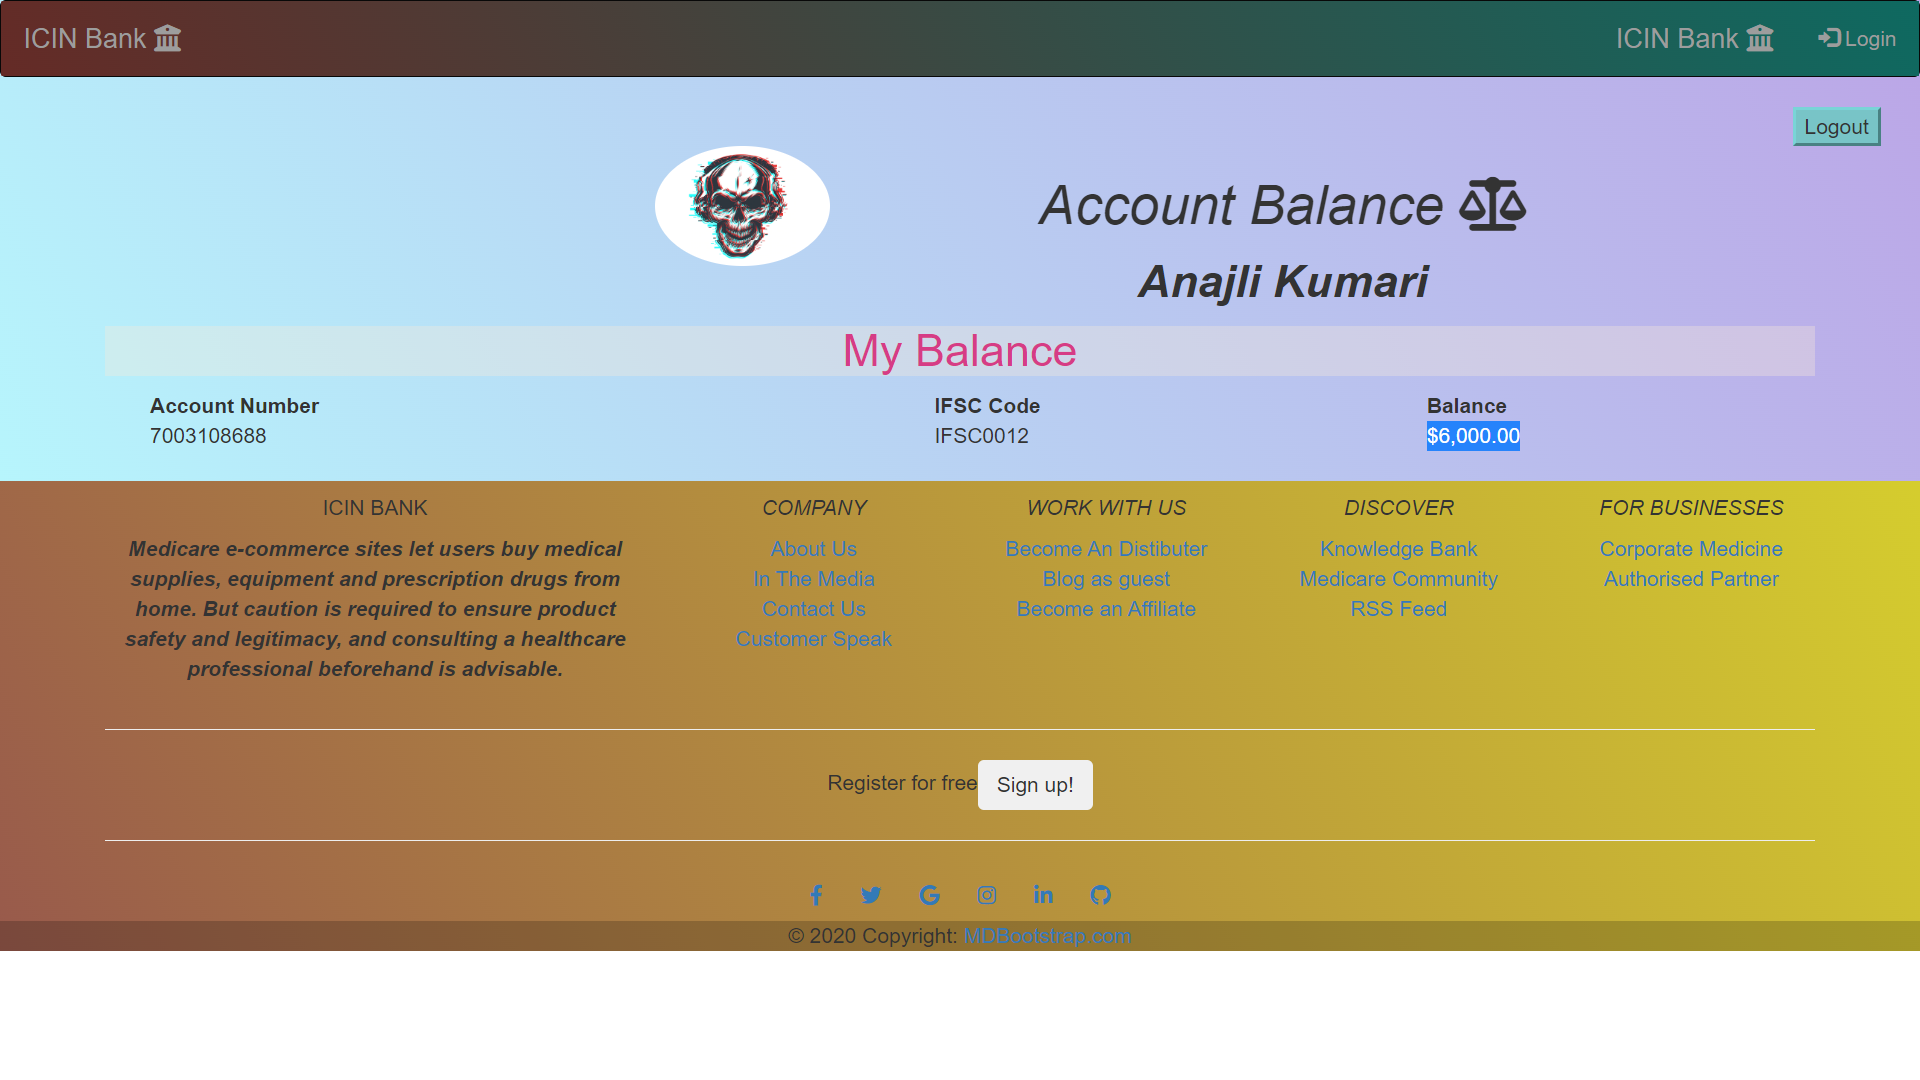 ICIN Bank
ICIN Bank
Login
Logout
Account Balance
Anajli Kumari
My Balance
Account Number IFSC Code Balance
7003108688 IFSC0012 $6,000.00
ICIN BANK
Medicare e-commerce sites let users buy medical
supplies, equipment and prescription drugs from
home. But caution is required to ensure product
safety and legitimacy, and consulting a healthcare
professional beforehand is advisable.
COMPANY
About Us
In The Media
Contact Us
Customer Speak
WORK WITH US
Become An Distibuter
Blog as guest
Become an Affiliate
DISCOVER
Knowledge Bank
Medicare Community
RSS Feed
FOR BUSINESSES
Corporate Medicine
Authorised Partner
Register for free Sign up!
© 2020 Copyright: MDBootstrap.com